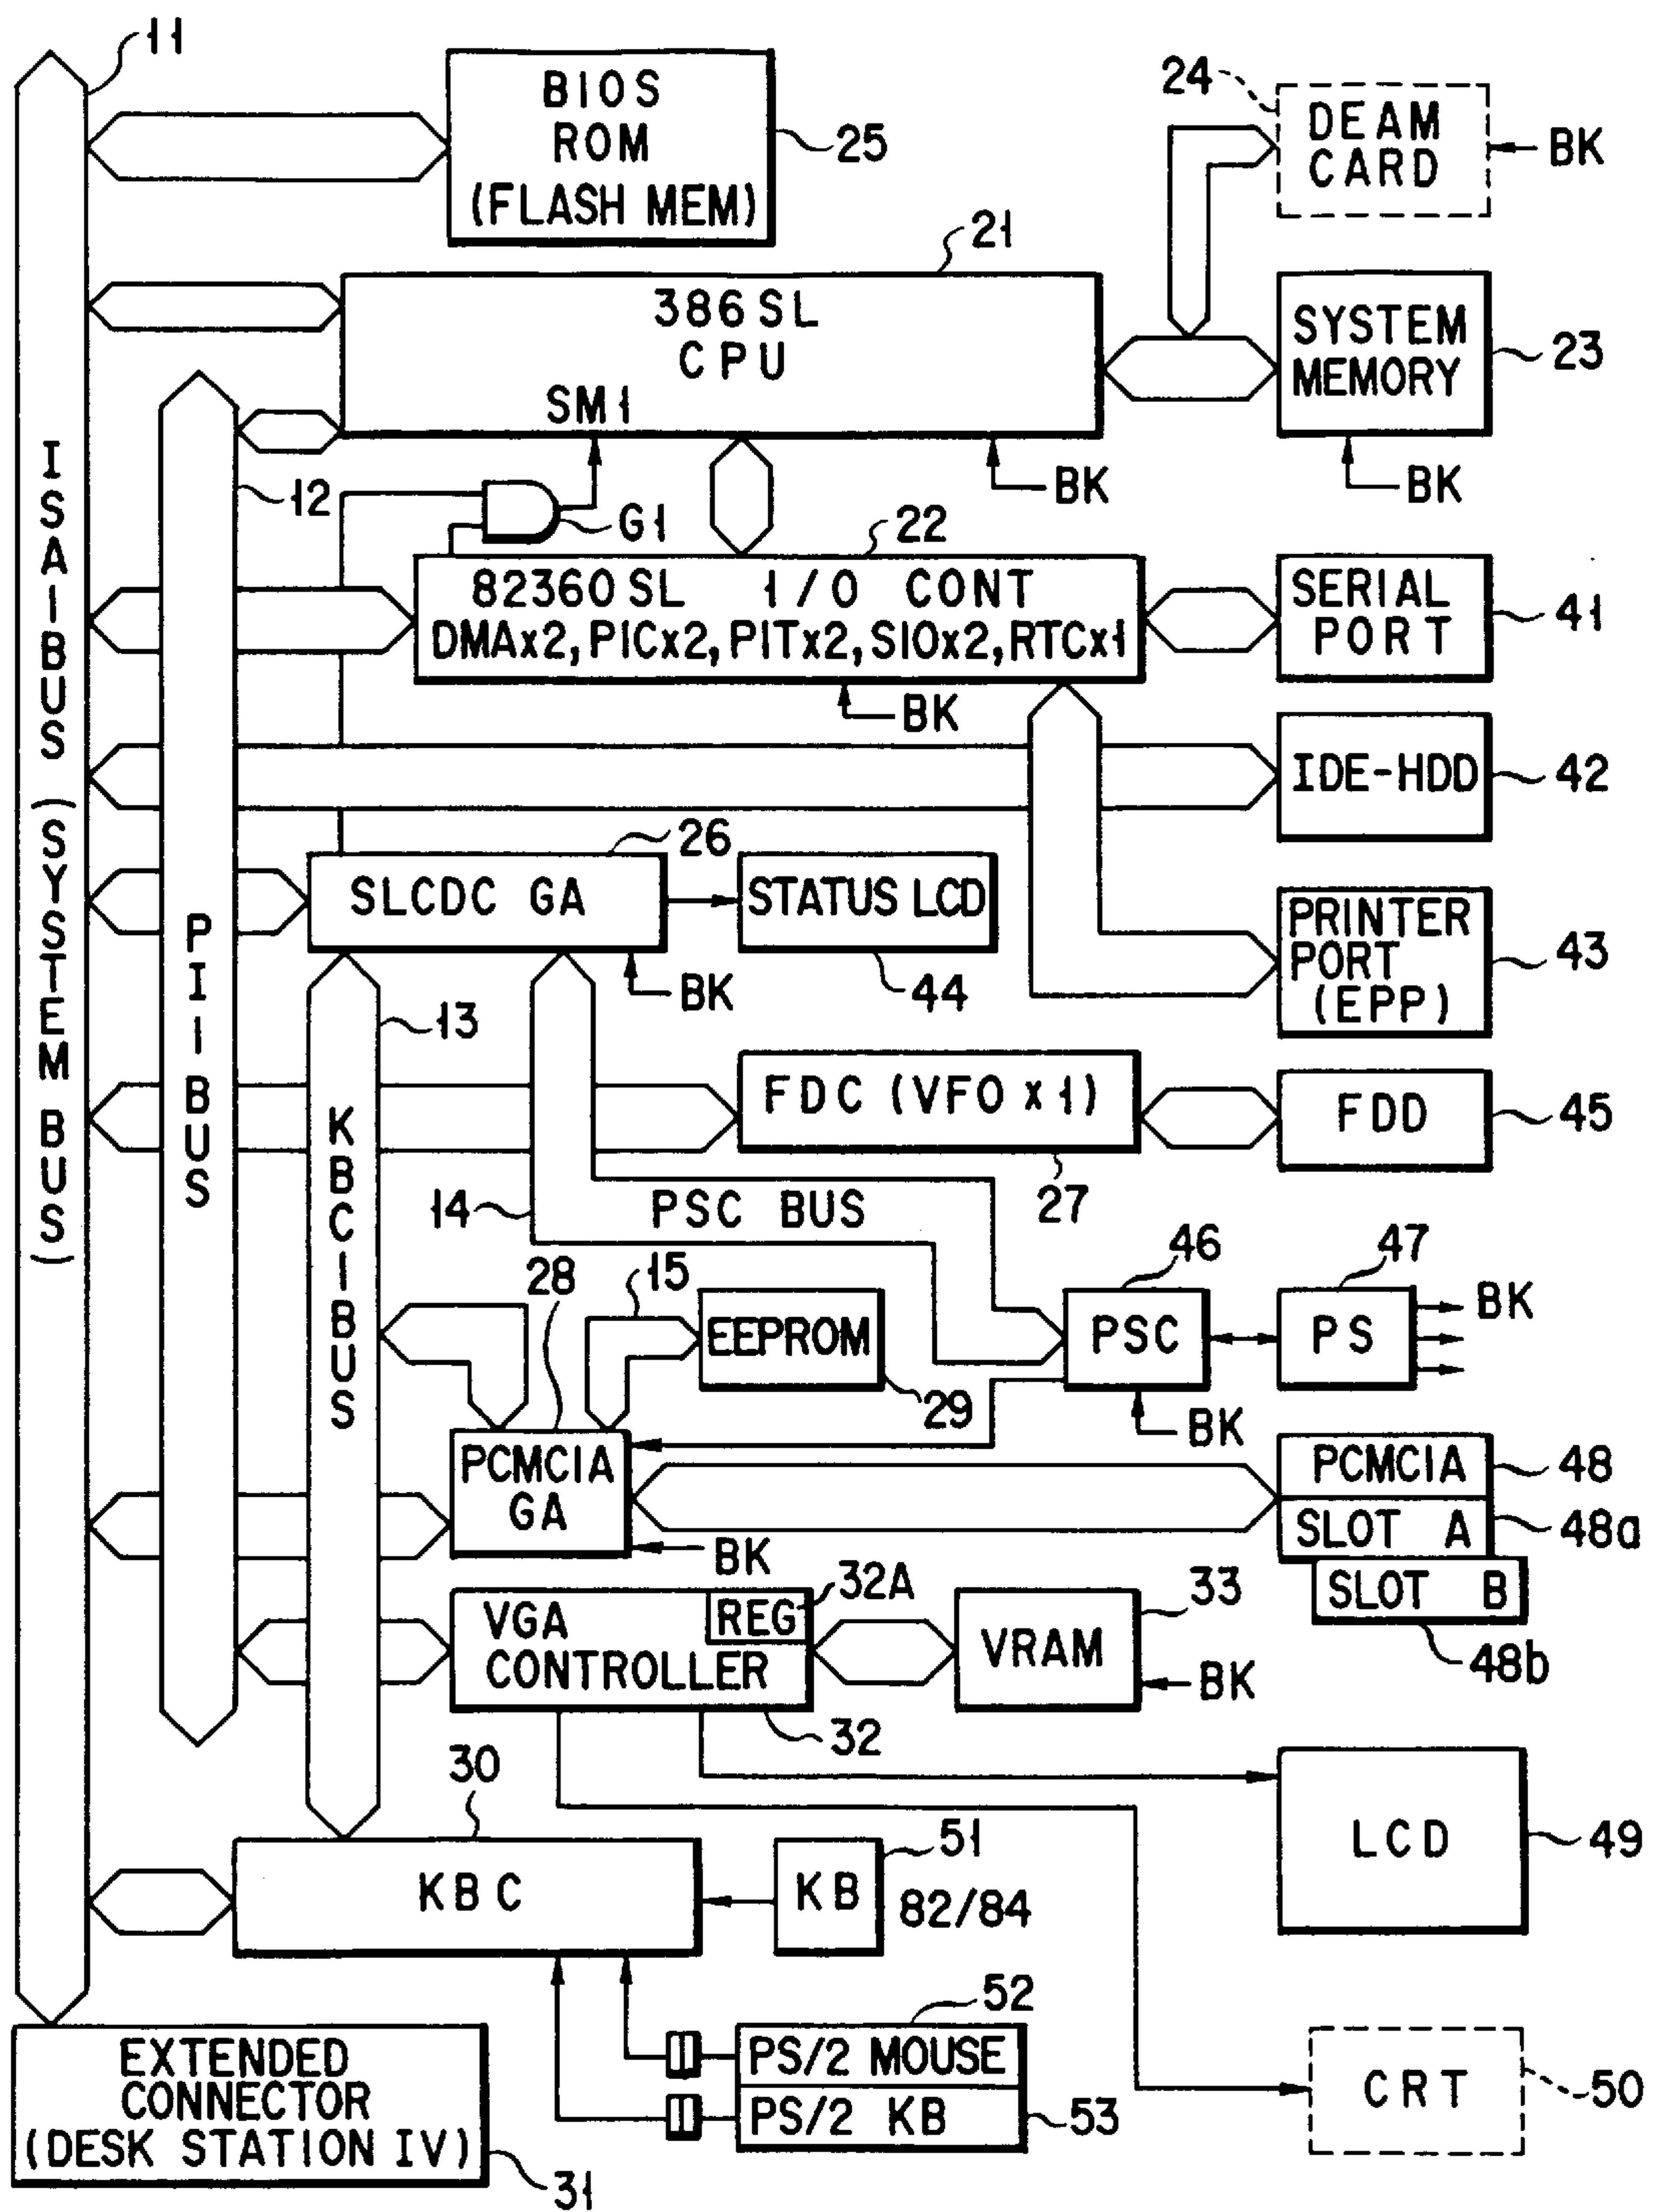 11
BIOS
ROM
(FLASH MEM)
25
24
DEAM
CARD
BK
21
386 SL
CPU
SM1
SYSTEM
MEMORY
23
BK
BK
12
G1
22
82360 SL I/O CONT
DMAx2, PICx2, PITx2, SIOx2, RTCx1
BK
SERIAL
PORT
41
IDE-HDD
42
ISA-BUS (SYSTEM BUS)
PI-BUS
26
SLCDC GA
STATUS LCD
44
BK
PRINTER
PORT
(EPP)
43
13
KBC-BUS
FDC (VFO x 1)
27
FDD
45
14
PSC BUS
28
15
EEPROM
29
46
PSC
BK
47
PS
BK
PCMCIA
GA
BK
PCMCIA
48
SLOT A
48a
SLOT B
48b
VGA
CONTROLLER
REG
32A
32
33
VRAM
BK
30
KBC
51
KB
82/84
LCD
49
52
PS/2 MOUSE
PS/2 KB
53
CRT
50
EXTENDED
CONNECTOR
(DESK STATION IV)
31